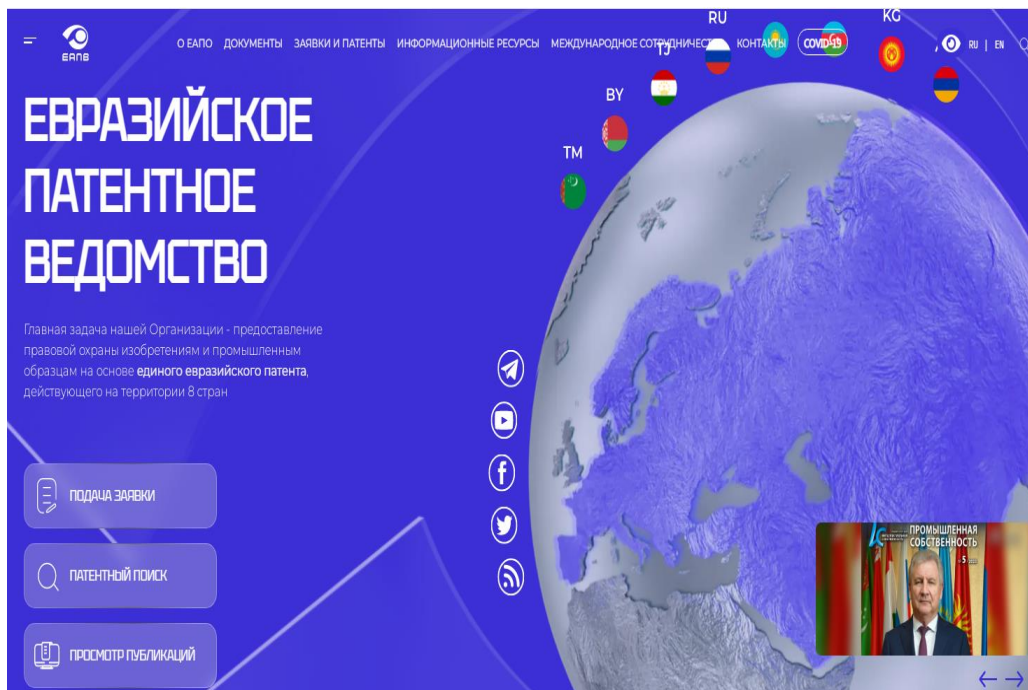 RU
KG
ЕАПВ
О ЕАПО
ДОКУМЕНТЫ
ЗАЯВКИ И ПАТЕНТЫ
ИНФОРМАЦИОННЫЕ РЕСУРСЫ
МЕЖДУНАРОДНОЕ СОТРУДНИЧЕСТВО
КОНТАКТЫ
COVID-19
RU | EN
TJ
BY
TM
ЕВРАЗИЙСКОЕ
ПАТЕНТНОЕ
ВЕДОМСТВО
Главная задача нашей Организации - предоставление
правовой охраны изобретениям и промышленным
образцам на основе единого евразийского патента,
действующего на территории 8 стран
ПОДАЧА ЗАЯВКИ
ПАТЕНТНЫЙ ПОИСК
ПРОСМОТР ПУБЛИКАЦИЙ
ПРОМЫШЛЕННАЯ
СОБСТВЕННОСТЬ